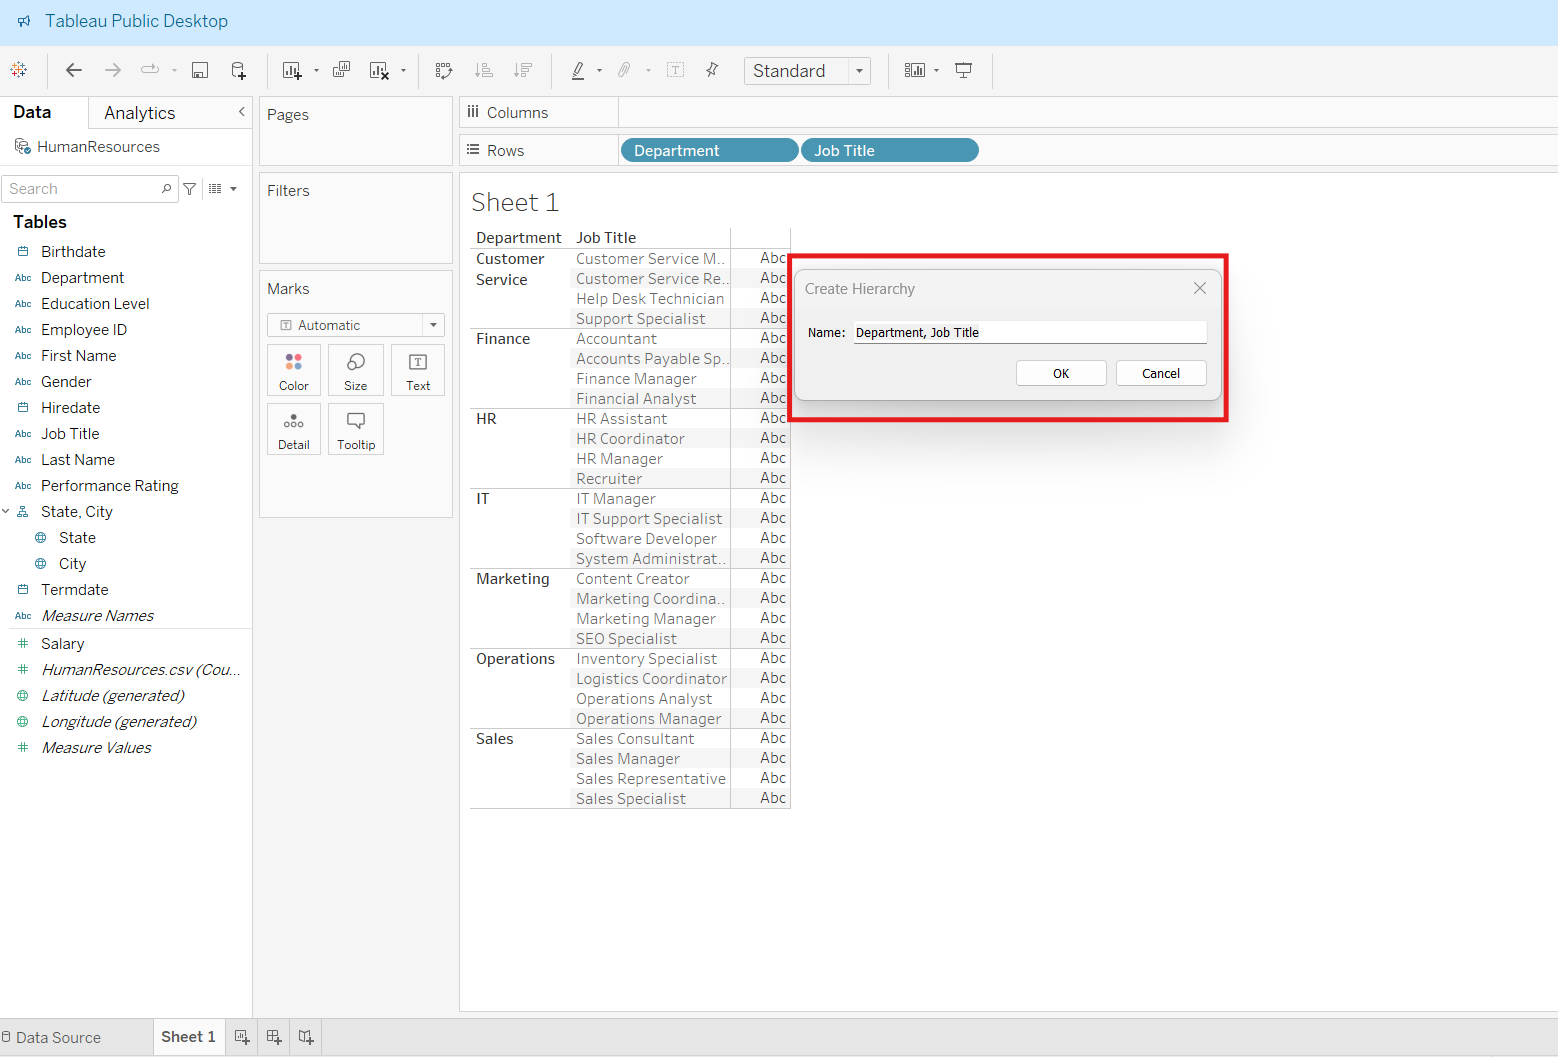 Tableau Public Desktop
Standard
Data
Analytics
HumanResources
Search
Tables
Birthdate
Abc Department
Abc Education Level
Abc Employee ID
Abc First Name
Abc Gender
Hiredate
Abc Job Title
Abc Last Name
Abc Performance Rating
State, City
State
City
Termdate
Abc Measure Names
# Salary
# HumanResources.csv (Cou...
Latitude (generated)
Longitude (generated)
# Measure Values
Pages
Filters
Marks
T Automatic
Color
Size
T Text
Detail
Tooltip
Columns
Rows
Department
Job Title
Sheet 1
Department Job Title
Customer Service
Customer Service M.. Abc
Customer Service Re.. Abc
Help Desk Technician Abc
Support Specialist Abc
Finance Accountant Abc
Accounts Payable Sp.. Abc
Finance Manager Abc
Financial Analyst Abc
HR HR Assistant Abc
HR Coordinator Abc
HR Manager Abc
Recruiter Abc
IT IT Manager Abc
IT Support Specialist Abc
Software Developer Abc
System Administrat.. Abc
Marketing Content Creator Abc
Marketing Coordina.. Abc
Marketing Manager Abc
SEO Specialist Abc
Operations Inventory Specialist Abc
Logistics Coordinator Abc
Operations Analyst Abc
Operations Manager Abc
Sales Sales Consultant Abc
Sales Manager Abc
Sales Representative Abc
Sales Specialist Abc
Create Hierarchy
Name: Department, Job Title
OK
Cancel
Data Source
Sheet 1